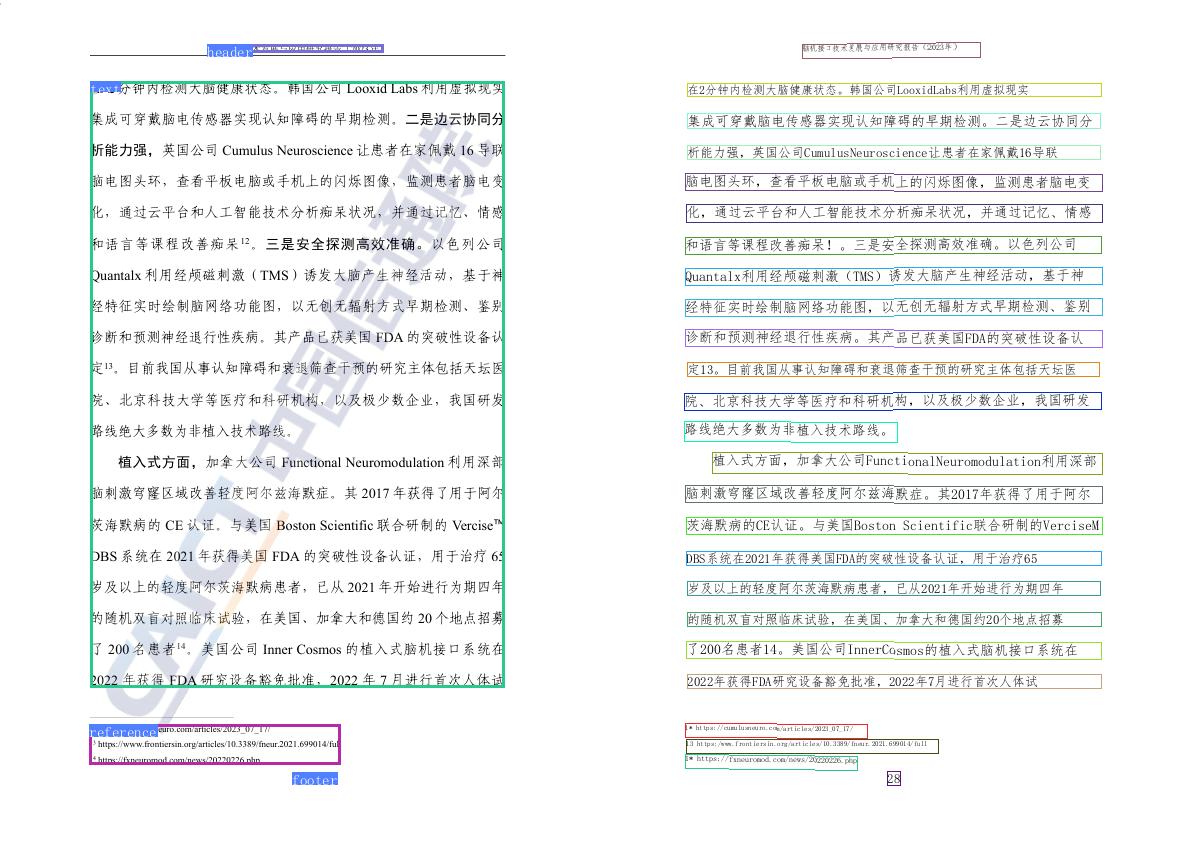 header
text
在2分钟内检测大脑健康状态。韩国公司 Looxid Labs 利用虚拟现实
集成可穿戴脑电传感器实现认知障碍的早期检测。二是边云协同分
析能力强，英国公司 Cumulus Neuroscience 让患者在家佩戴 16 导联
脑电图头环，查看平板电脑或手机上的闪烁图像，监测患者脑电变
化，通过云平台和人工智能技术分析痴呆状况，并通过记忆、情感
和语言等课程改善痴呆12。三是安全探测高效准确。以色列公司
Quantalx 利用经颅磁刺激（TMS）诱发大脑产生神经活动，基于神
经特征实时绘制脑网络功能图，以无创无辐射方式早期检测、鉴别
诊断和预测神经退行性疾病。其产品已获美国 FDA 的突破性设备认
定13。目前我国从事认知障碍和衰退筛查干预的研究主体包括天坛医
院、北京科技大学等医疗和科研机构，以及极少数企业，我国研发
路线绝大多数为非植入技术路线。
植入式方面，加拿大公司 Functional Neuromodulation 利用深部
脑刺激穹窿区域改善轻度阿尔兹海默症。其 2017 年获得了用于阿尔
茨海默病的 CE 认证。与美国 Boston Scientific 联合研制的 Vercise™
DBS 系统在 2021 年获得美国 FDA 的突破性设备认证，用于治疗 65
岁及以上的轻度阿尔茨海默病患者，已从 2021 年开始进行为期四年
的随机双盲对照临床试验，在美国、加拿大和德国约 20 个地点招募
了 200 名患者14。美国公司 Inner Cosmos 的植入式脑机接口系统在
2022 年获得 FDA 研究设备豁免批准，2022 年 7 月进行首次人体试
CAICT 中国信通院
reference
euro.com/articles/2023_07_17/
3 https://www.frontiersin.org/articles/10.3389/fneur.2021.699014/ful
4 https://fxneuromod.com/news/20220226.php
footer
脑机接口技术发展与应用研究报告（2023年）
在2分钟内检测大脑健康状态。韩国公司LooxidLabs利用虚拟现实
集成可穿戴脑电传感器实现认知障碍的早期检测。二是边云协同分
析能力强，英国公司CumulusNeuroscience让患者在家佩戴16导联
脑电图头环，查看平板电脑或手机上的闪烁图像，监测患者脑电变
化，通过云平台和人工智能技术分析痴呆状况，并通过记忆、情感
和语言等课程改善痴呆！。三是安全探测高效准确。以色列公司
Quantalx利用经颅磁刺激（TMS）诱发大脑产生神经活动，基于神
经特征实时绘制脑网络功能图，以无创无辐射方式早期检测、鉴别
诊断和预测神经退行性疾病。其产品已获美国FDA的突破性设备认
定13。目前我国从事认知障碍和衰退筛查干预的研究主体包括天坛医
院、北京科技大学等医疗和科研机构，以及极少数企业，我国研发
路线绝大多数为非植入技术路线。
植入式方面，加拿大公司FunctionalNeuromodulation利用深部
脑刺激穹窿区域改善轻度阿尔兹海默症。其2017年获得了用于阿尔
茨海默病的CE认证。与美国Boston Scientific联合研制的VerciseM
DBS系统在2021年获得美国FDA的突破性设备认证，用于治疗65
岁及以上的轻度阿尔茨海默病患者，已从2021年开始进行为期四年
的随机双盲对照临床试验，在美国、加拿大和德国约20个地点招募
了200名患者14。美国公司InnerCosmos的植入式脑机接口系统在
2022年获得FDA研究设备豁免批准，2022年7月进行首次人体试
1* https://cumulusneuro.com/articles/2023_07_17/
13 https:/www.frontiersin.org/articles/10.3389/fneur.2021.699014/full
1* https://fxneuromod.com/news/20220226.php
28